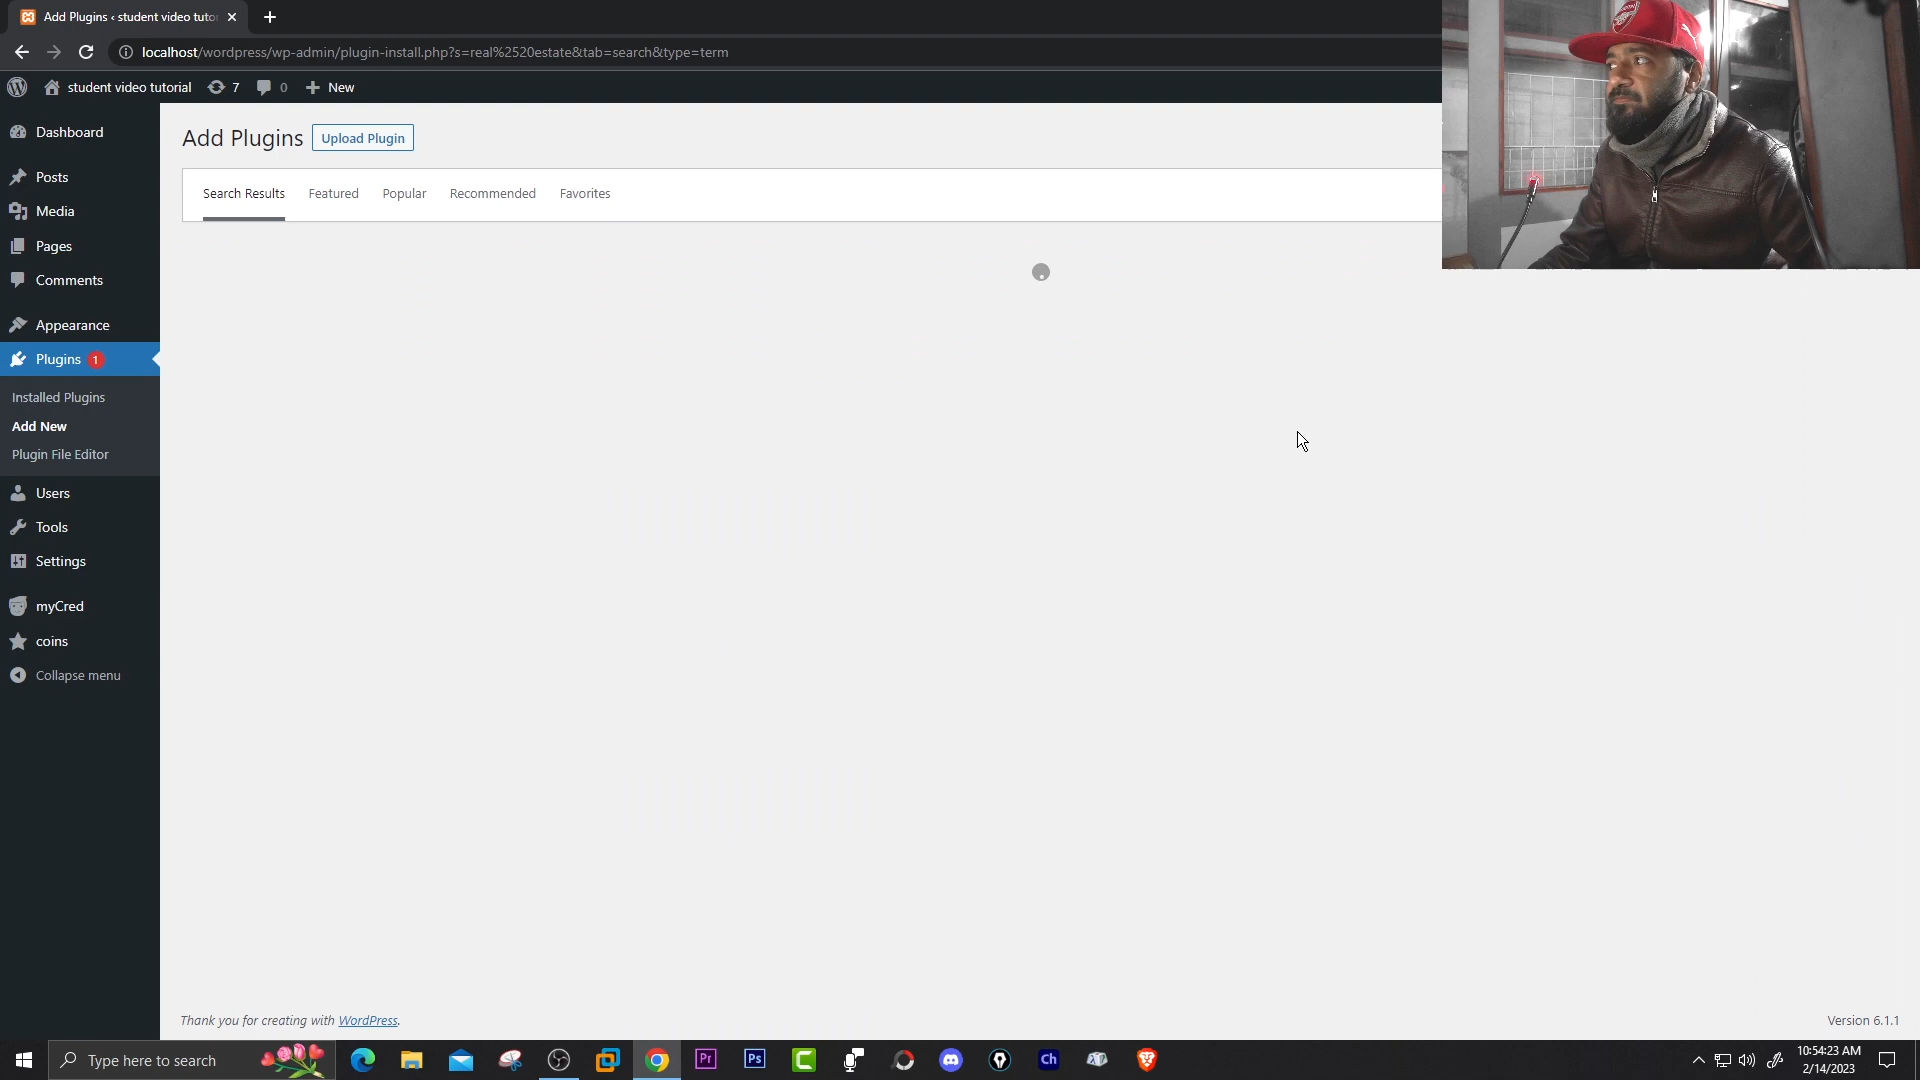 Add Plugins ‹ student video tuto
localhost/wordpress/wp-admin/plugin-install.php?s=real%2520estate&tab=search&type=term
student video tutorial 7 0 New
Dashboard
Posts
Media
Pages
Comments
Appearance
Plugins 1
Installed Plugins
Add New
Plugin File Editor
Users
Tools
Settings
myCred
coins
Collapse menu
Add Plugins Upload Plugin
Search Results Featured Popular Recommended Favorites
Thank you for creating with WordPress.
Version 6.1.1
Type here to search
Pr
Ps
Ch
10:54:23 AM
2/14/2023